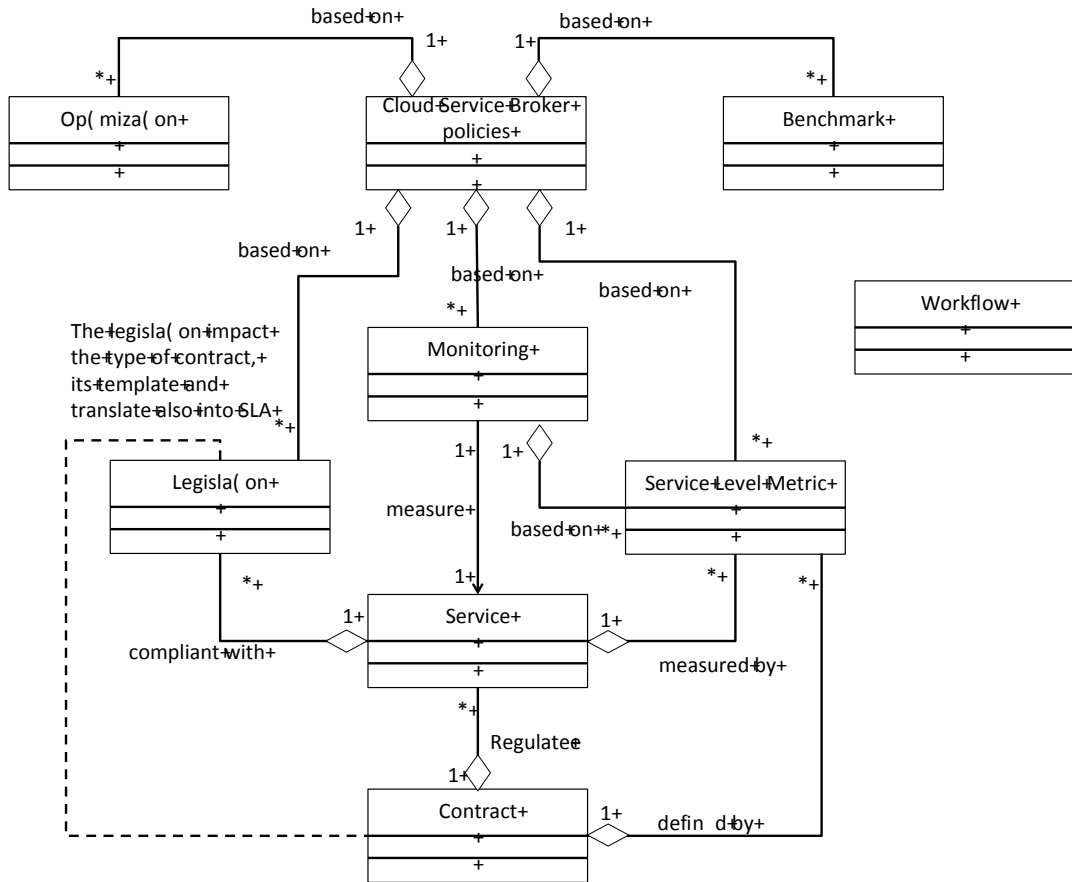 based+on+
based+on+
1+
1+
*+
*+
Op( miza( on+
+
+
Cloud+Service+Broker+
policies+
+
+
Benchmark+
+
+
1+
1+
1+
based+on+
based+on+
based+on+
*+
Workflow+
+
+
The+legisla( on+impact+
the+type+of+contract,+
its+template+and+
translate+also+into+SLA+
Monitoring+
+
+
*+
1+
1+
*+
Legisla( on+
+
+
Service+Level+Metric+
+
+
measure+
based+on+
*+
*+
1+
*+
*+
1+
Service+
+
+
1+
compliant+with+
measured+by+
*+
Regulate+
1+
Contract+
+
+
1+
defin d+by+